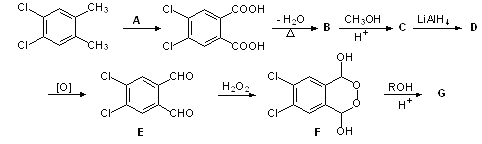 Cl CH₃ A Cl COOH - H₂O B CH₃OH C LiAlH₄ D
Cl CH₃ Cl COOH △ H⁺
[O] Cl CHO H₂O₂ Cl OH O ROH G
Cl CHO Cl O H⁺
E F OH